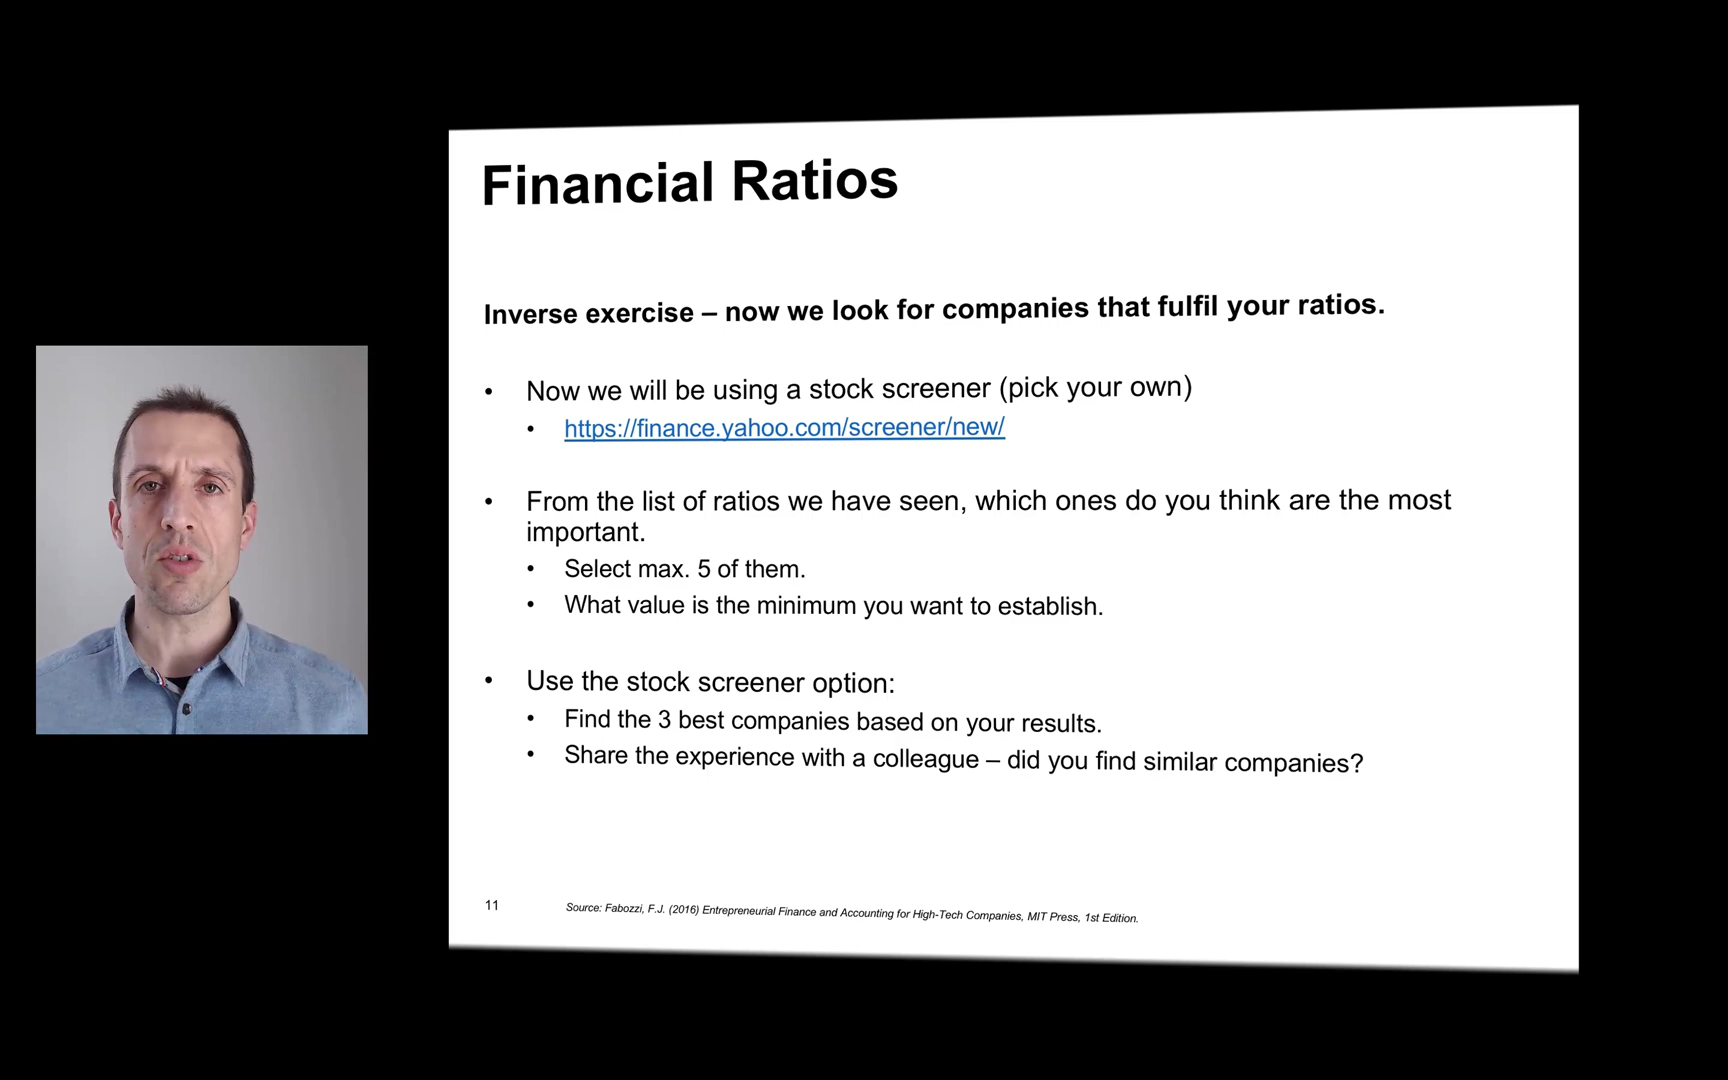 Financial Ratios
Inverse exercise – now we look for companies that fulfil your ratios.
• Now we will be using a stock screener (pick your own)
• https://finance.yahoo.com/screener/new/
• From the list of ratios we have seen, which ones do you think are the most
important.
• Select max. 5 of them.
• What value is the minimum you want to establish.
• Use the stock screener option:
• Find the 3 best companies based on your results.
• Share the experience with a colleague – did you find similar companies?
11
Source: Fabozzi, F.J. (2016) Entrepreneurial Finance and Accounting for High-Tech Companies, MIT Press, 1st Edition.